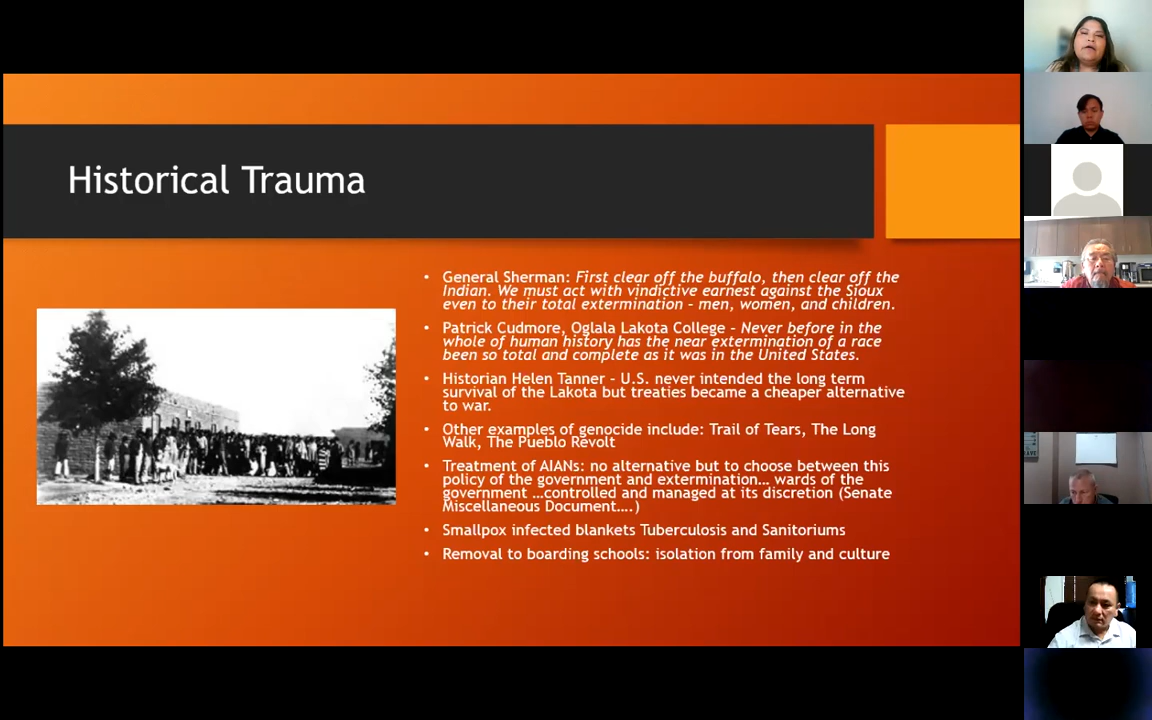 Historical Trauma
• General Sherman: First clear off the buffalo, then clear off the
Indian. We must act with vindictive earnest against the Sioux
even to their total extermination – men, women, and children.
• Patrick Cudmore, Oglala Lakota College – Never before in the
whole of human history has the near extermination of a race
been so total and complete as it was in the United States.
• Historian Helen Tanner – U.S. never intended the long term
survival of the Lakota but treaties became a cheaper alternative
to war.
• Other examples of genocide include: Trail of Tears, The Long
Walk, The Pueblo Revolt
• Treatment of AIANs: no alternative but to choose between this
policy of the government and extermination… wards of the
government …controlled and managed at its discretion (Senate
Miscellaneous Document….)
• Smallpox infected blankets Tuberculosis and Sanitoriums
• Removal to boarding schools: isolation from family and culture